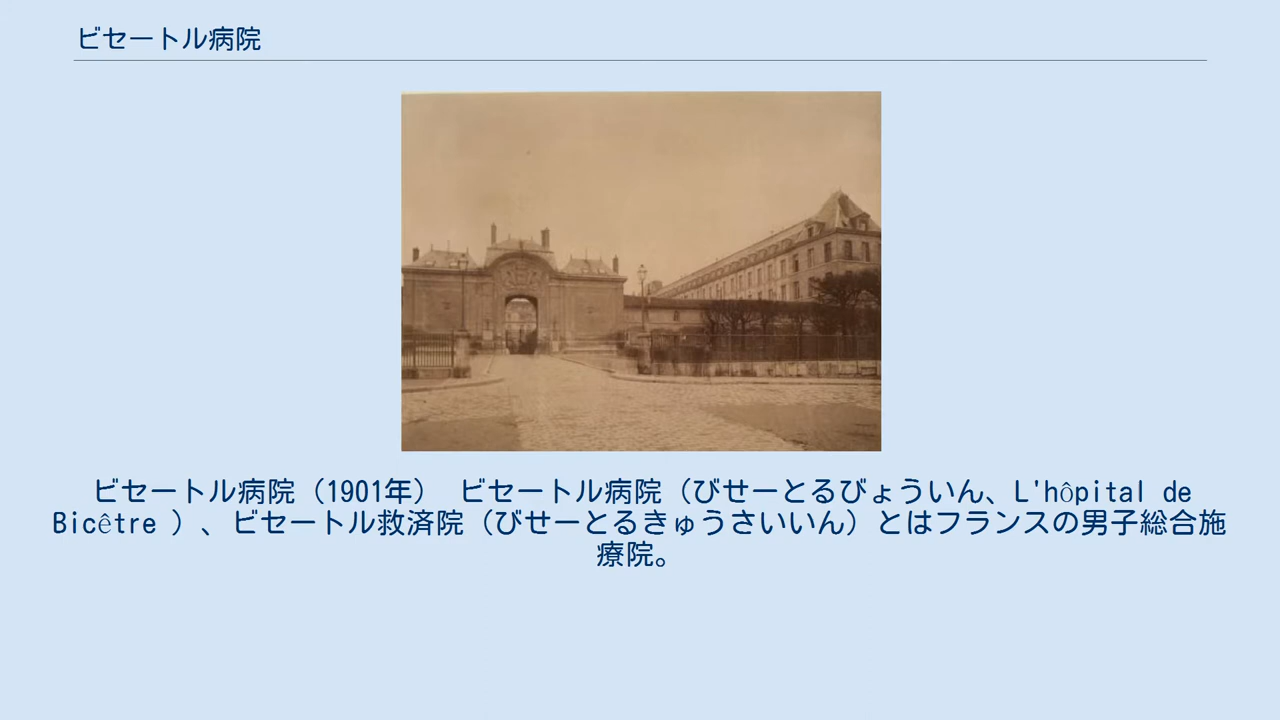 ビセートル病院
ビセートル病院（1901年） ビセートル病院（びせーとるびょういん、L'hôpital de
Bicêtre ）、ビセートル救済院（びせーとるきゅうさいいん）とはフランスの男子総合施
療院。